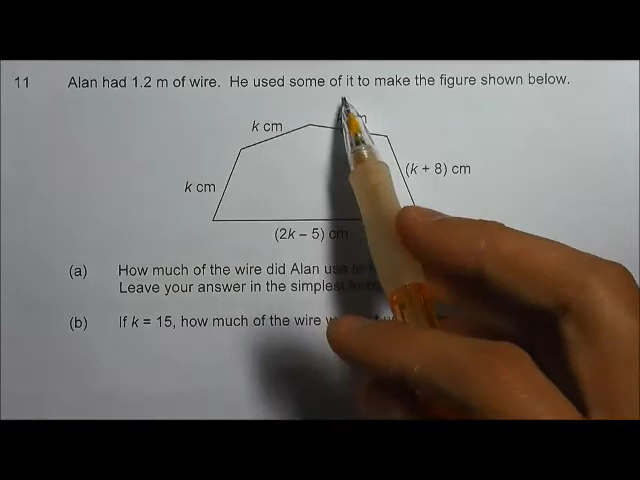 11 Alan had 1.2 m of wire. He used some of it to make the figure shown below.
k cm
k cm
(k + 8) cm
(2k – 5) cm
(a) How much of the wire did Alan use to
Leave your answer in the simplest
(b) If k = 15, how much of the wire